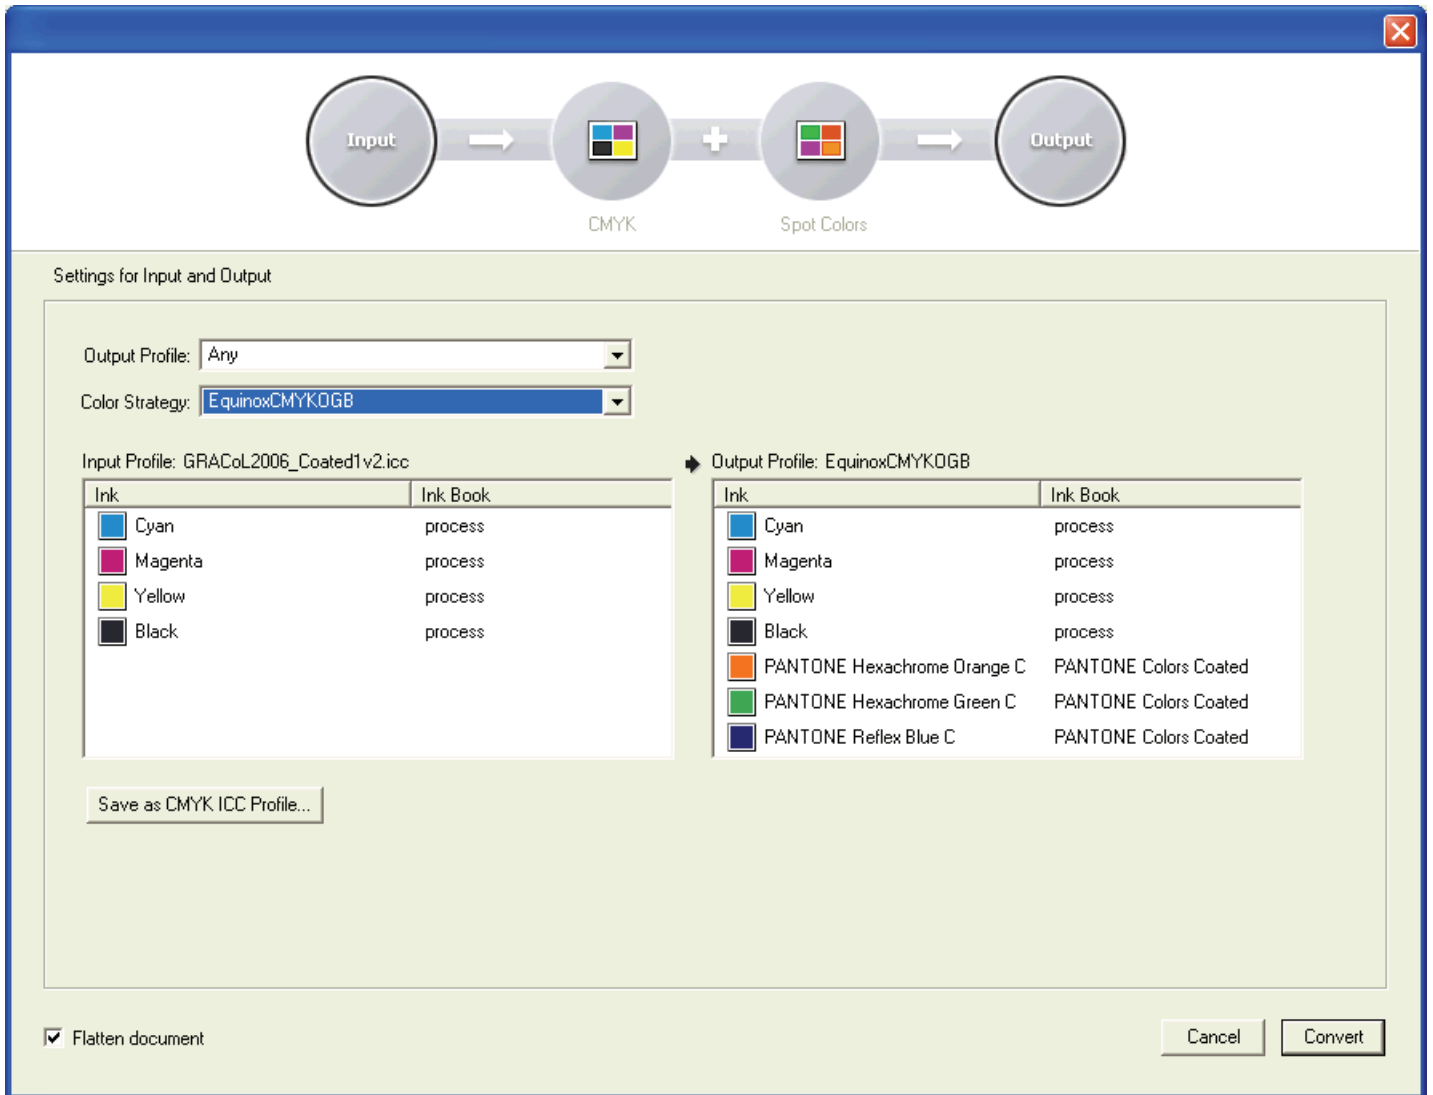 Input
Output
CMYK
Spot Colors
Settings for Input and Output
Output Profile: Any
Color Strategy: EquinoxCMYKOGB
Input Profile: GRACoL2006_Coated1v2.icc
Ink Ink Book
Cyan process
Magenta process
Yellow process
Black process
Output Profile: EquinoxCMYKOGB
Ink Ink Book
Cyan process
Magenta process
Yellow process
Black process
PANTONE Hexachrome Orange C PANTONE Colors Coated
PANTONE Hexachrome Green C PANTONE Colors Coated
PANTONE Reflex Blue C PANTONE Colors Coated
Save as CMYK ICC Profile...
Flatten document
Cancel
Convert